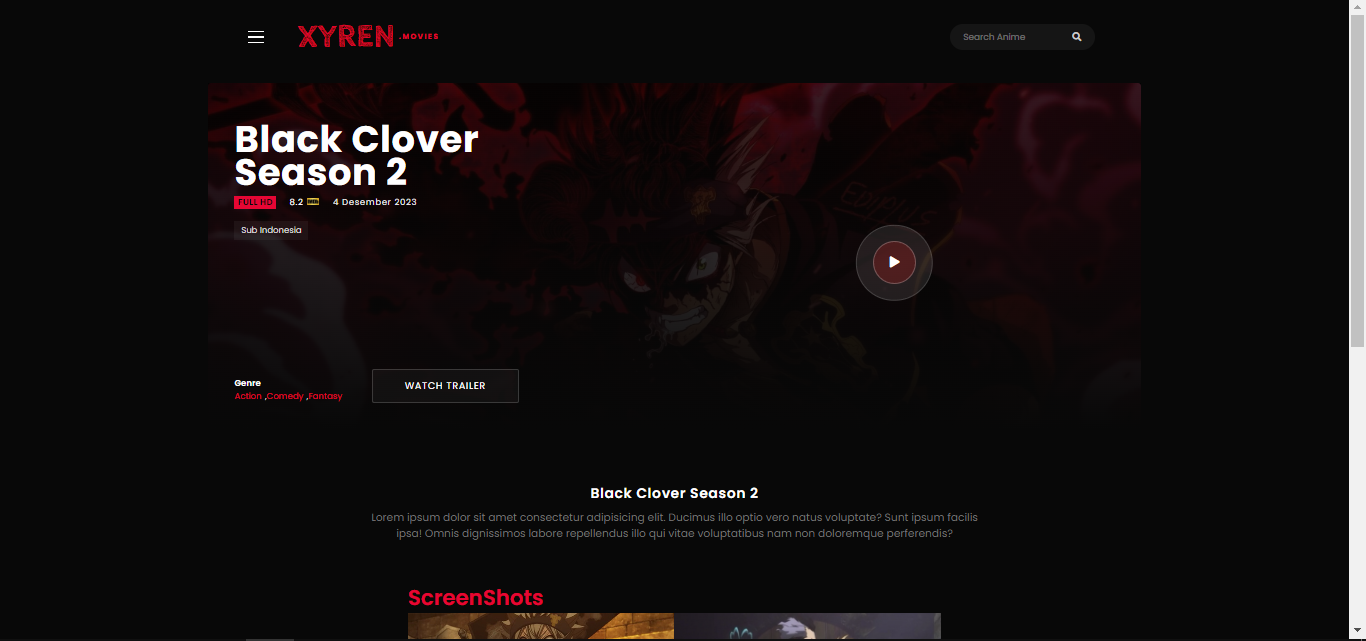 XYREN .MOVIES
Search Anime
Black Clover
Season 2
FULL HD 8.2 4 Desember 2023
Sub Indonesia
Genre
Action ,Comedy ,Fantasy
WATCH TRAILER
Black Clover Season 2
Lorem ipsum dolor sit amet consectetur adipisicing elit. Ducimus illo optio vero natus voluptate? Sunt ipsum facilis
ipsa! Omnis dignissimos labore repellendus illo qui vitae voluptatibus nam non doloremque perferendis?
ScreenShots